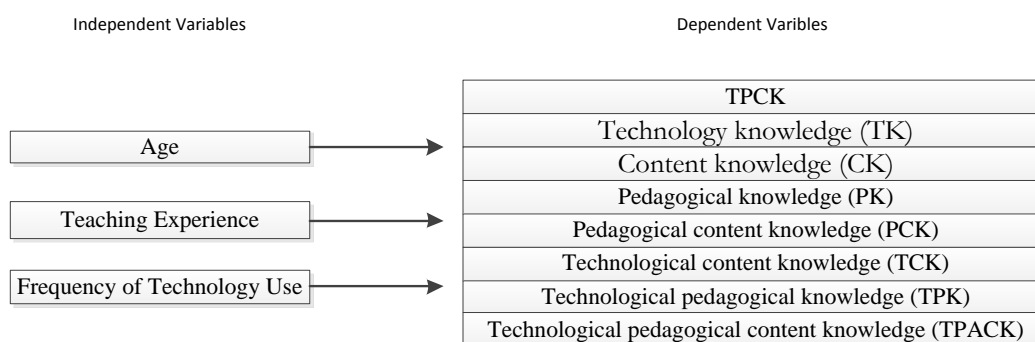 Independent Variables
Dependent Varibles
Age
Teaching Experience
Frequency of Technology Use
TPCK
Technology knowledge (TK)
Content knowledge (CK)
Pedagogical knowledge (PK)
Pedagogical content knowledge (PCK)
Technological content knowledge (TCK)
Technological pedagogical knowledge (TPK)
Technological pedagogical content knowledge (TPACK)